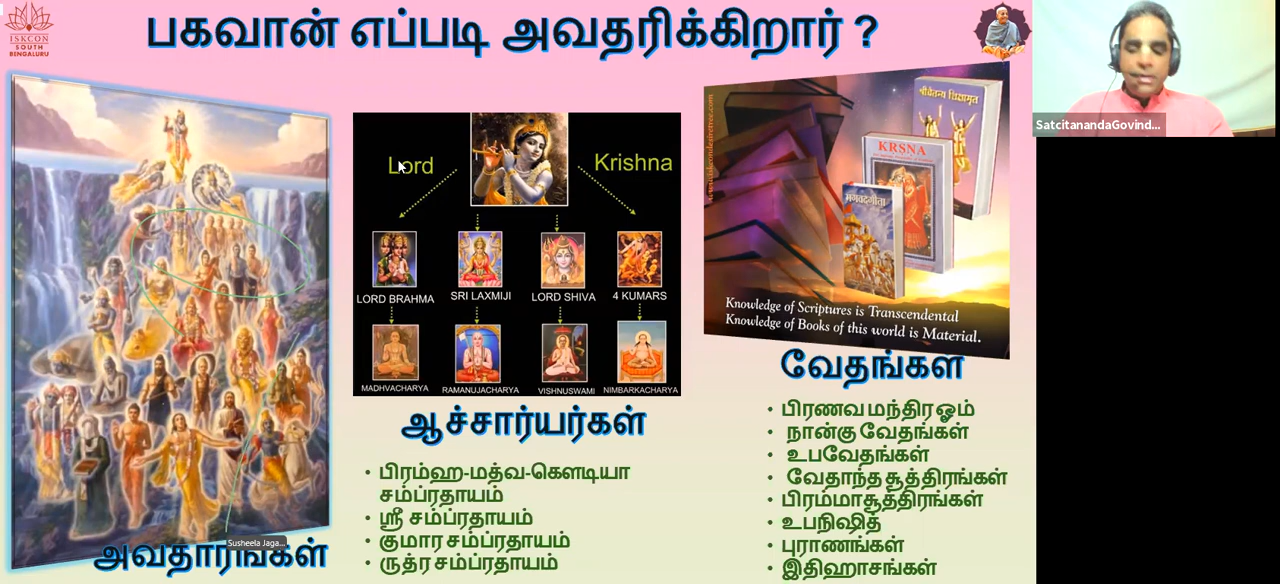 பகவான் எப்படி அவதரிக்கிறார் ?
ISKCON
SOUTH
BENGALURU
SatcitanandaGovind...
Lord
Krishna
LORD BRAHMA
SRI LAXMIJI
LORD SHIVA
4 KUMARS
MADHVACHARYA
RAMANUJACHARYA
VISHNUSWAMI
NIMBARKACHARYA
www.iskcondesiretree.com
KRSNA
भगवद्गीता
Knowledge of Scriptures is Transcendental
Knowledge of Books of this world is Material.
Susheela Jaga...
அவதாரங்கள்
ஆச்சார்யர்கள்
• பிரம்ஹ-மத்வ-கௌடியா
சம்ப்ரதாயம்
• ஸ்ரீ சம்ப்ரதாயம்
• குமார சம்ப்ரதாயம்
• ருத்ர சம்ப்ரதாயம்
வேதங்கள
• பிரணவ மந்திர ஓம்
• நான்கு வேதங்கள்
• உபவேதங்கள்
• வேதாந்த சூத்திரங்கள்
• பிரம்மாசூத்திரங்கள்
• உபநிஷித்
• புராணங்கள்
• இதிஹாசங்கள்